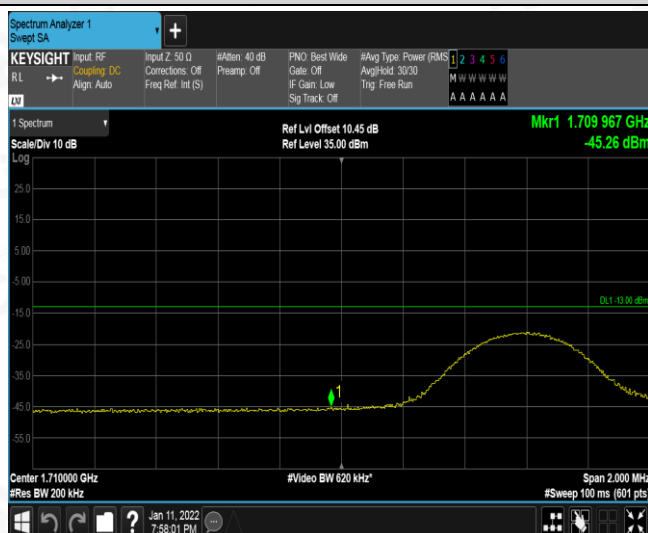 Spectrum Analyzer 1
Swept SA
+
KEYSIGHT
RL
Input: RF
Coupling: DC
Align: Auto
Input Z: 50 Ω
Corrections: Off
Freq Ref: Int (S)
#Atten: 40 dB
Preamp: Off
PNO: Best Wide
Gate: Off
IF Gain: Low
Sig Track: Off
#Avg Type: Power (RMS
Avg|Hold: 30/30
Trig: Free Run
1 2 3 4 5 6
M W W W W W
A A A A A A
LXI
1 Spectrum
Scale/Div 10 dB
Ref Lvl Offset 10.45 dB
Ref Level 35.00 dBm
Mkr1 1.709 967 GHz
-45.26 dBm
Log
25.0
15.0
5.00
-5.00
DL1 -13.00 dBm
-15.0
-25.0
-35.0
1
-45.0
-55.0
Center 1.710000 GHz
#Video BW 620 kHz*
Span 2.000 MHz
#Res BW 200 kHz
#Sweep 100 ms (601 pts)
?
Jan 11, 2022
7:58:01 PM